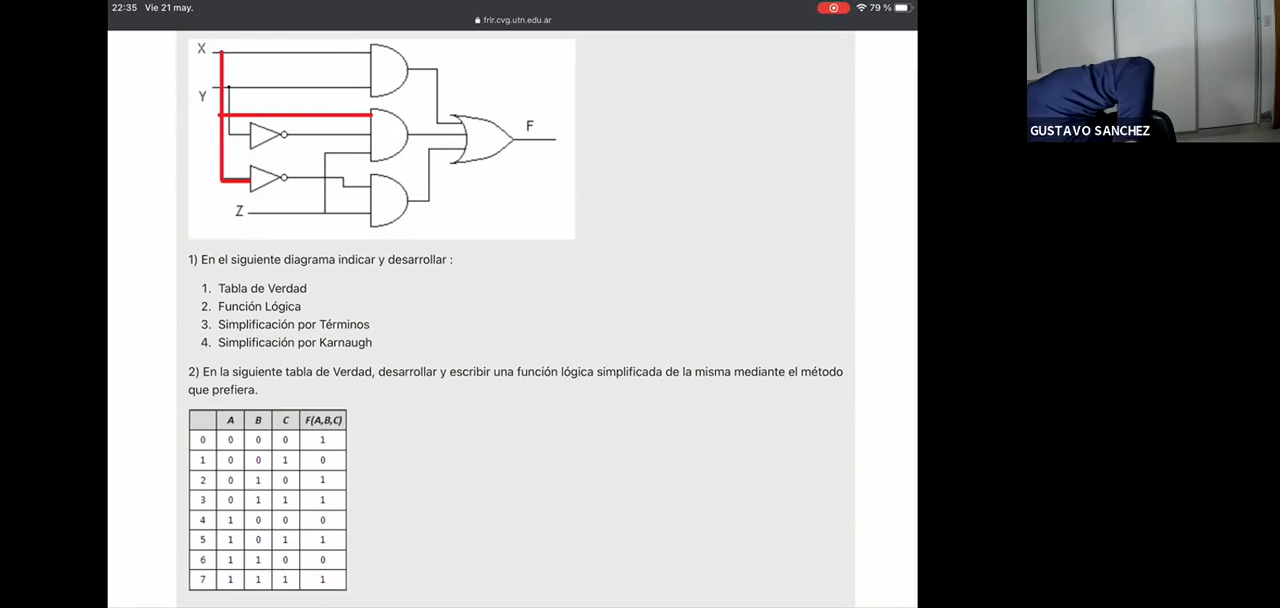 22:35 Vie 21 may.
79 %
frlr.cvg.utn.edu.ar
X
Y
F
Z
GUSTAVO SANCHEZ
1) En el siguiente diagrama indicar y desarrollar :
1. Tabla de Verdad
2. Función Lógica
3. Simplificación por Términos
4. Simplificación por Karnaugh
2) En la siguiente tabla de Verdad, desarrollar y escribir una función lógica simplificada de la misma mediante el método
que prefiera.
A B C F(A,B,C)
0 0 0 0 1
1 0 0 1 0
2 0 1 0 1
3 0 1 1 1
4 1 0 0 0
5 1 0 1 1
6 1 1 0 0
7 1 1 1 1